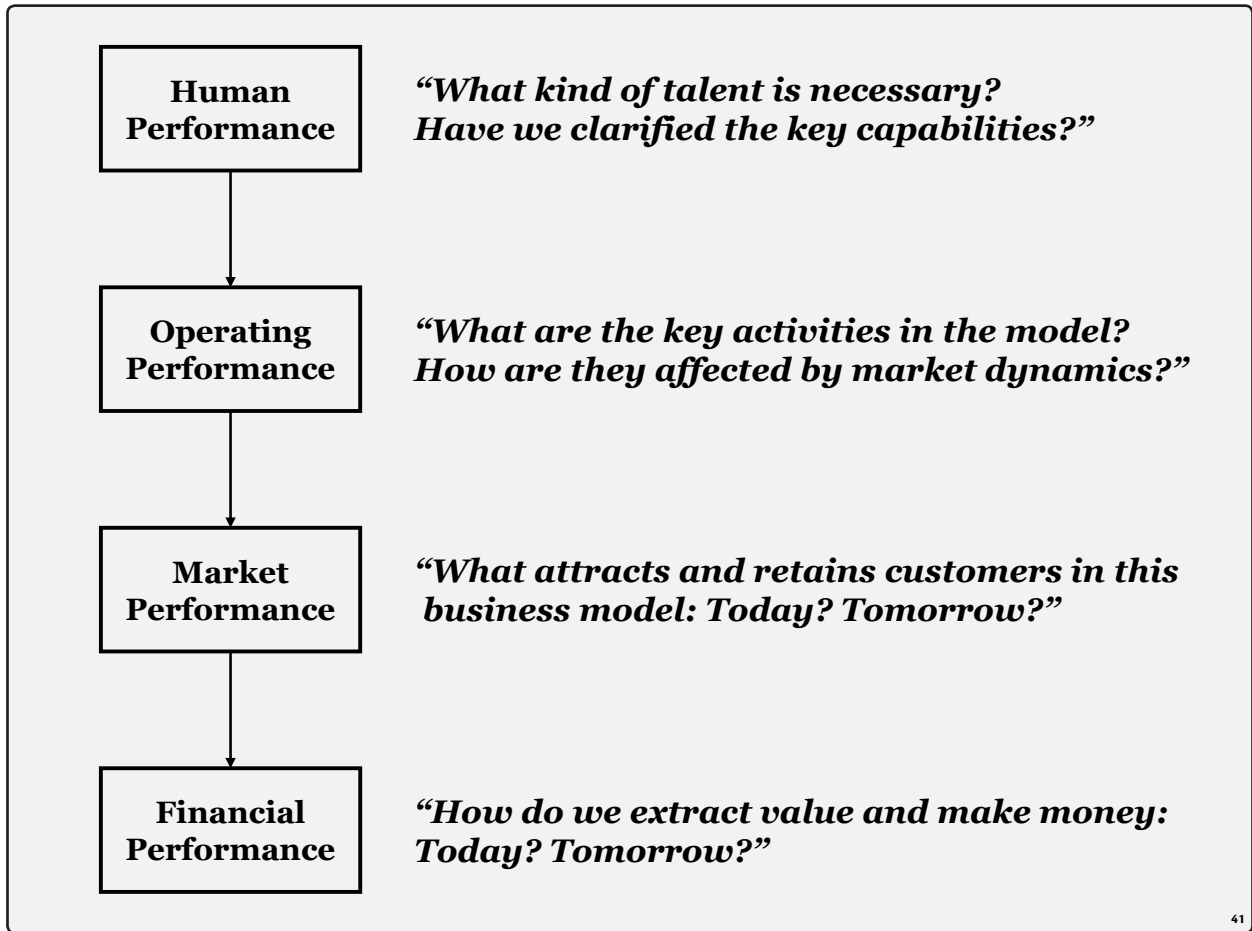 Human
Performance
“What kind of talent is necessary?
Have we clarified the key capabilities?”
Operating
Performance
“What are the key activities in the model?
How are they affected by market dynamics?”
Market
Performance
“What attracts and retains customers in this
business model: Today? Tomorrow?”
Financial
Performance
“How do we extract value and make money:
Today? Tomorrow?”
41